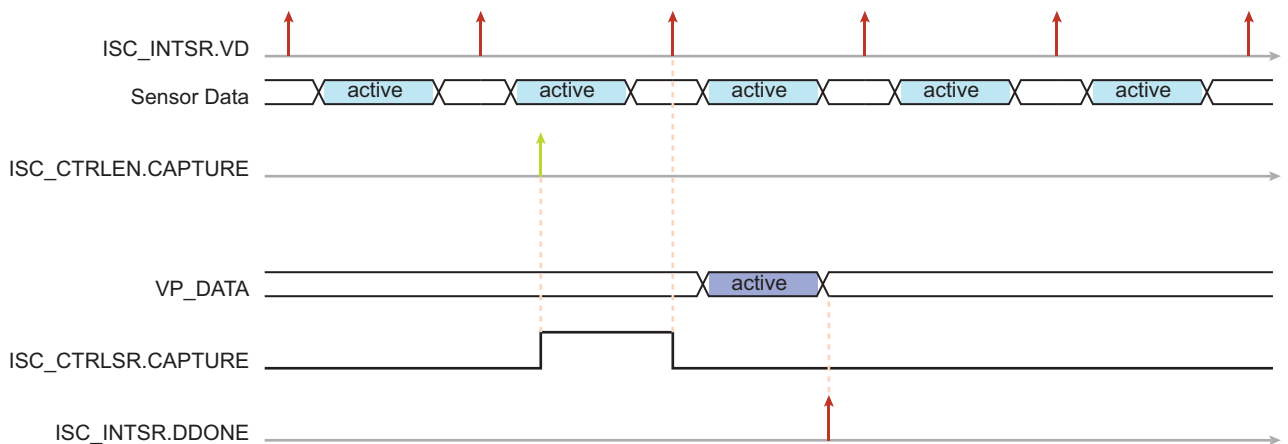 ISC_INTSR.VD
Sensor Data
active active active active active
ISC_CTRLEN.CAPTURE
VP_DATA
active
ISC_CTRLSR.CAPTURE
ISC_INTSR.DDONE